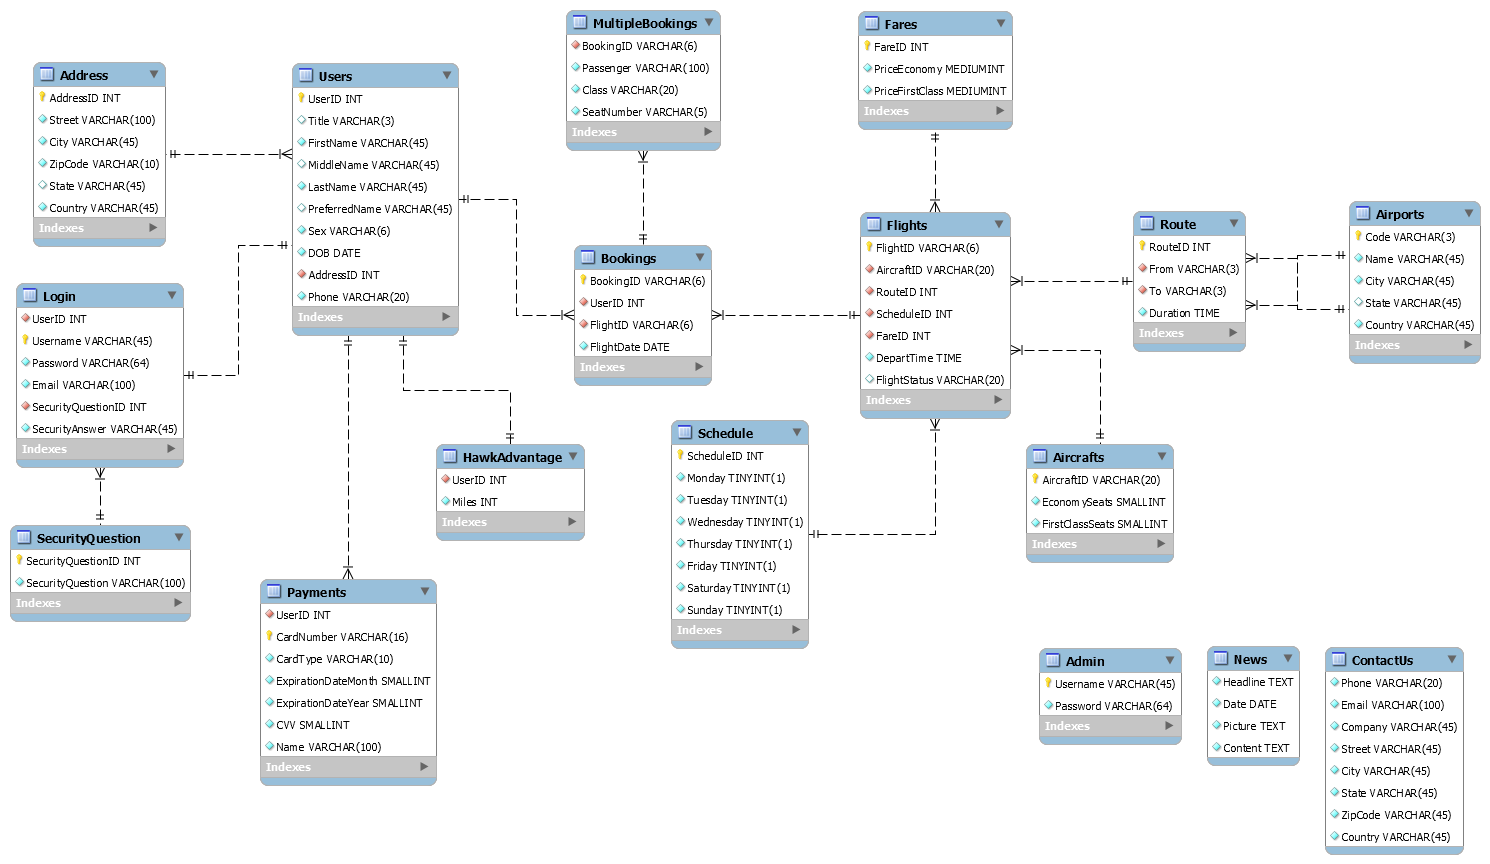 Address
AddressID INT
Street VARCHAR(100)
City VARCHAR(45)
ZipCode VARCHAR(10)
State VARCHAR(45)
Country VARCHAR(45)
Indexes
Users
UserID INT
Title VARCHAR(3)
FirstName VARCHAR(45)
MiddleName VARCHAR(45)
LastName VARCHAR(45)
PreferredName VARCHAR(45)
Sex VARCHAR(6)
DOB DATE
AddressID INT
Phone VARCHAR(20)
Indexes
MultipleBookings
BookingID VARCHAR(6)
Passenger VARCHAR(100)
Class VARCHAR(20)
SeatNumber VARCHAR(5)
Indexes
Fares
FareID INT
PriceEconomy MEDIUMINT
PriceFirstClass MEDIUMINT
Indexes
Login
UserID INT
Username VARCHAR(45)
Password VARCHAR(64)
Email VARCHAR(100)
SecurityQuestionID INT
SecurityAnswer VARCHAR(45)
Indexes
Bookings
BookingID VARCHAR(6)
UserID INT
FlightID VARCHAR(6)
FlightDate DATE
Indexes
Flights
FlightID VARCHAR(6)
AircraftID VARCHAR(20)
RouteID INT
ScheduleID INT
FareID INT
DepartTime TIME
FlightStatus VARCHAR(20)
Indexes
Route
RouteID INT
From VARCHAR(3)
To VARCHAR(3)
Duration TIME
Indexes
Airports
Code VARCHAR(3)
Name VARCHAR(45)
City VARCHAR(45)
State VARCHAR(45)
Country VARCHAR(45)
Indexes
SecurityQuestion
SecurityQuestionID INT
SecurityQuestion VARCHAR(100)
Indexes
HawkAdvantage
UserID INT
Miles INT
Indexes
Schedule
ScheduleID INT
Monday TINYINT(1)
Tuesday TINYINT(1)
Wednesday TINYINT(1)
Thursday TINYINT(1)
Friday TINYINT(1)
Saturday TINYINT(1)
Sunday TINYINT(1)
Indexes
Aircrafts
AircraftID VARCHAR(20)
EconomySeats SMALLINT
FirstClassSeats SMALLINT
Indexes
Payments
UserID INT
CardNumber VARCHAR(16)
CardType VARCHAR(10)
ExpirationDateMonth SMALLINT
ExpirationDateYear SMALLINT
CVV SMALLINT
Name VARCHAR(100)
Indexes
Admin
Username VARCHAR(45)
Password VARCHAR(64)
Indexes
News
Headline TEXT
Date DATE
Picture TEXT
Content TEXT
ContactUs
Phone VARCHAR(20)
Email VARCHAR(100)
Company VARCHAR(45)
Street VARCHAR(45)
City VARCHAR(45)
State VARCHAR(45)
ZipCode VARCHAR(45)
Country VARCHAR(45)